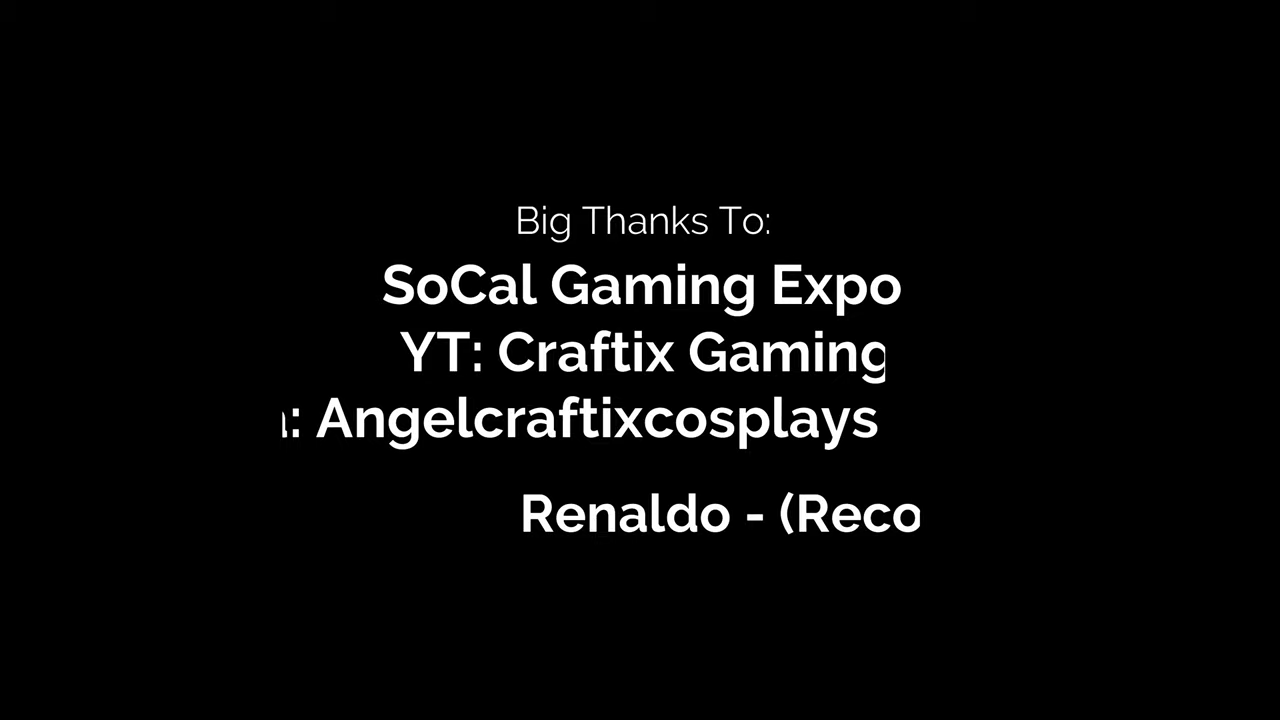 Big Thanks To:
SoCal Gaming Expo
YT: Craftix Gaming
: Angelcraftixcosplays
Renaldo - (Reco